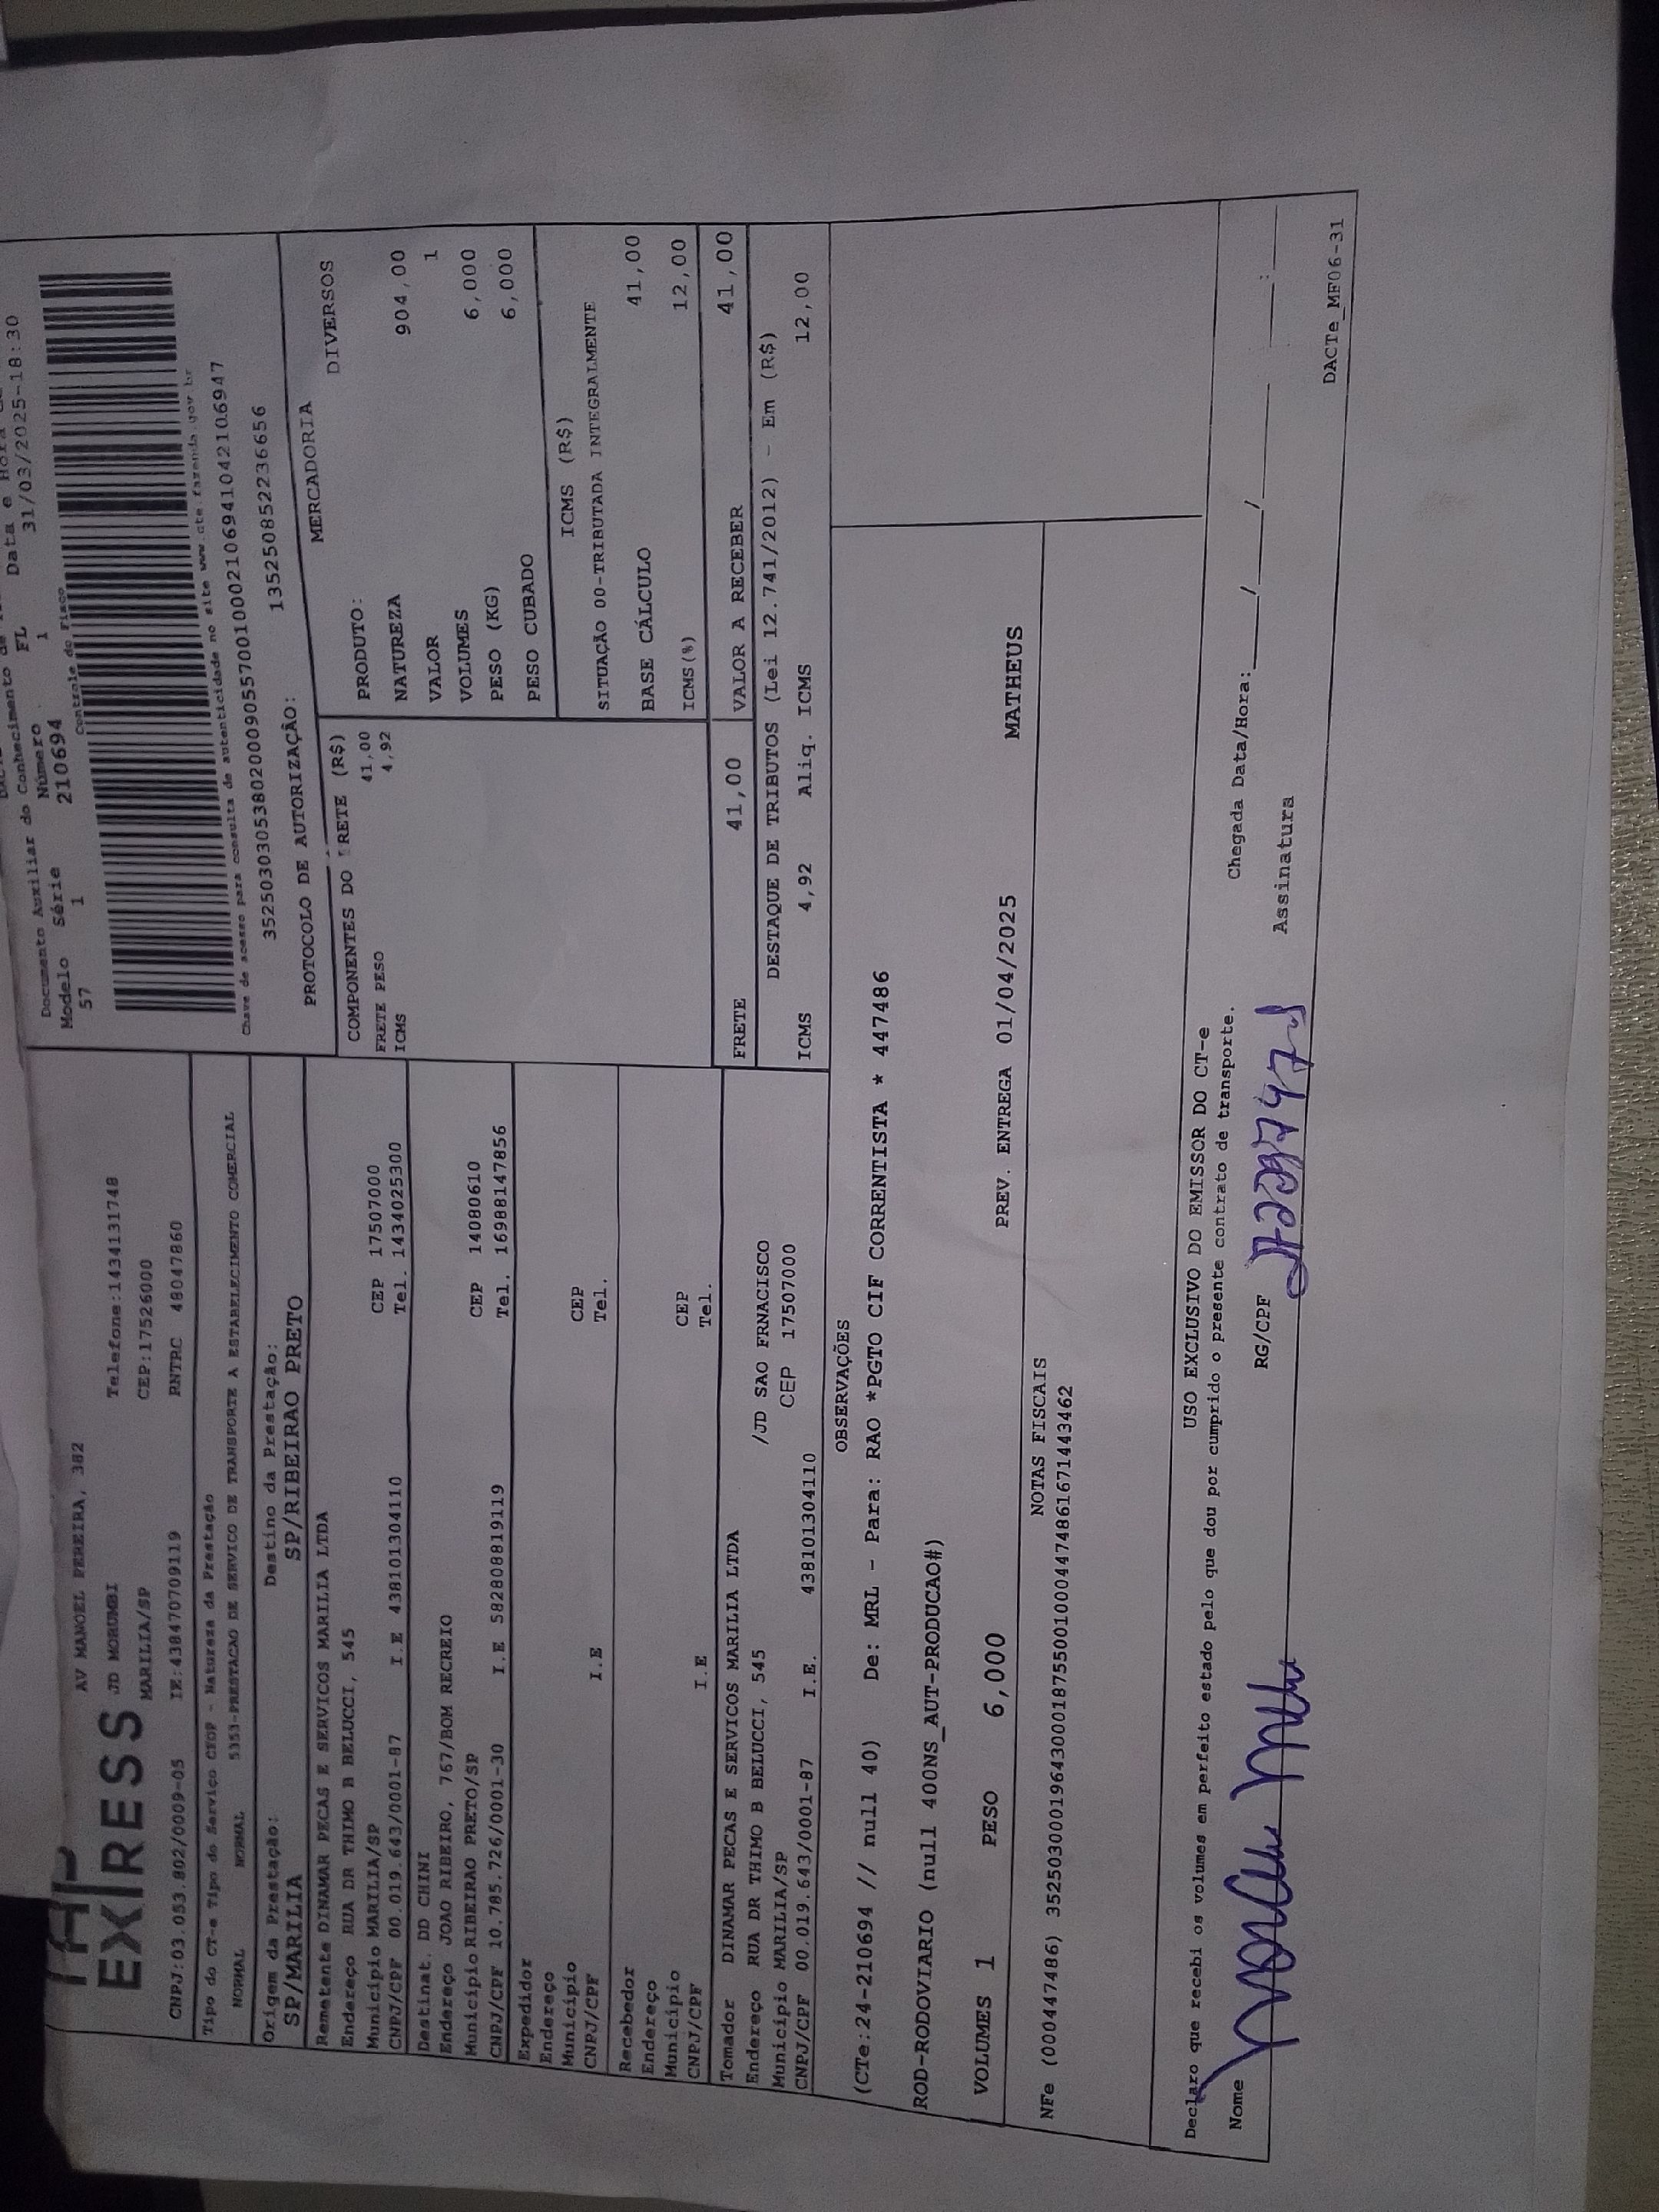 EXPRESS
AV MANOEL PEREIRA, 382
JD MORUMBI Telefone:1434131748
MARILIA/SP CEP:17526000
CNPJ:03.053.802/0009-05 IE:438470709119 RNTRC 48047860
Documento Auxiliar do Conhecimento de
Modelo Série Número FL Data e Hora de
57 1 210694 1 31/03/2025-18:30
Controle do Fisco
Chave de acesso para consulta de autenticidade no site www.cte.fazenda.gov.br
35250303053802000905570010002106941042106947
PROTOCOLO DE AUTORIZAÇÃO: 135250852236656
Tipo do CT-e Tipo do Serviço CFOP - Natureza da Prestação
NORMAL NORMAL 5353-PRESTACAO DE SERVICO DE TRANSPORTE A ESTABELECIMENTO COMERCIAL
Origem da Prestação: Destino da Prestação:
SP/MARILIA SP/RIBEIRAO PRETO
Remetente DINAMAR PECAS E SERVICOS MARILIA LTDA
Endereço RUA DR THIMO B BELUCCI, 545
Município MARILIA/SP CEP 17507000
CNPJ/CPF 00.019.643/0001-87 I.E 438101304110 Tel. 1434025300
Destinat. DD CHINI
Endereço JOAO RIBEIRO, 767/BOM RECREIO
Município RIBEIRAO PRETO/SP CEP 14080610
CNPJ/CPF 10.785.726/0001-30 I.E 582808819119 Tel. 16988147856
Expedidor
Endereço
Município CEP
CNPJ/CPF I.E Tel.
Recebedor
Endereço
Município CEP
CNPJ/CPF I.E Tel.
Tomador DINAMAR PECAS E SERVICOS MARILIA LTDA
Endereço RUA DR THIMO B BELUCCI, 545 /JD SAO FRNACISCO
Município MARILIA/SP CEP 17507000
CNPJ/CPF 00.019.643/0001-87 I.E. 438101304110
COMPONENTES DO FRETE (R$)
FRETE PESO 41,00
ICMS 4,92
MERCADORIA
PRODUTO: DIVERSOS
NATUREZA
VALOR 904,00
VOLUMES 1
PESO (KG) 6,000
PESO CUBADO 6,000
ICMS (R$)
SITUAÇÃO 00-TRIBUTADA INTEGRALMENTE
BASE CÁLCULO 41,00
ICMS(%) 12,00
FRETE 41,00 VALOR A RECEBER 41,00
DESTAQUE DE TRIBUTOS (Lei 12.741/2012) - Em (R$)
ICMS 4,92 Aliq. ICMS 12,00
OBSERVAÇÕES
(CTe:24-210694 // null 40) De: MRL - Para: RAO *PGTO CIF CORRENTISTA * 447486
ROD-RODOVIARIO (null 400NS_AUT-PRODUCAO#)
VOLUMES 1 PESO 6,000 PREV. ENTREGA 01/04/2025 MATHEUS
NOTAS FISCAIS
NFe (000447486) 35250300019643000187550010004474861671443462
USO EXCLUSIVO DO EMISSOR DO CT-e
Declaro que recebi os volumes em perfeito estado pelo que dou por cumprido o presente contrato de transporte.
Chegada Data/Hora: ____/____/____ ____:____
Nome RG/CPF Assinatura
DACTe_MF06-31